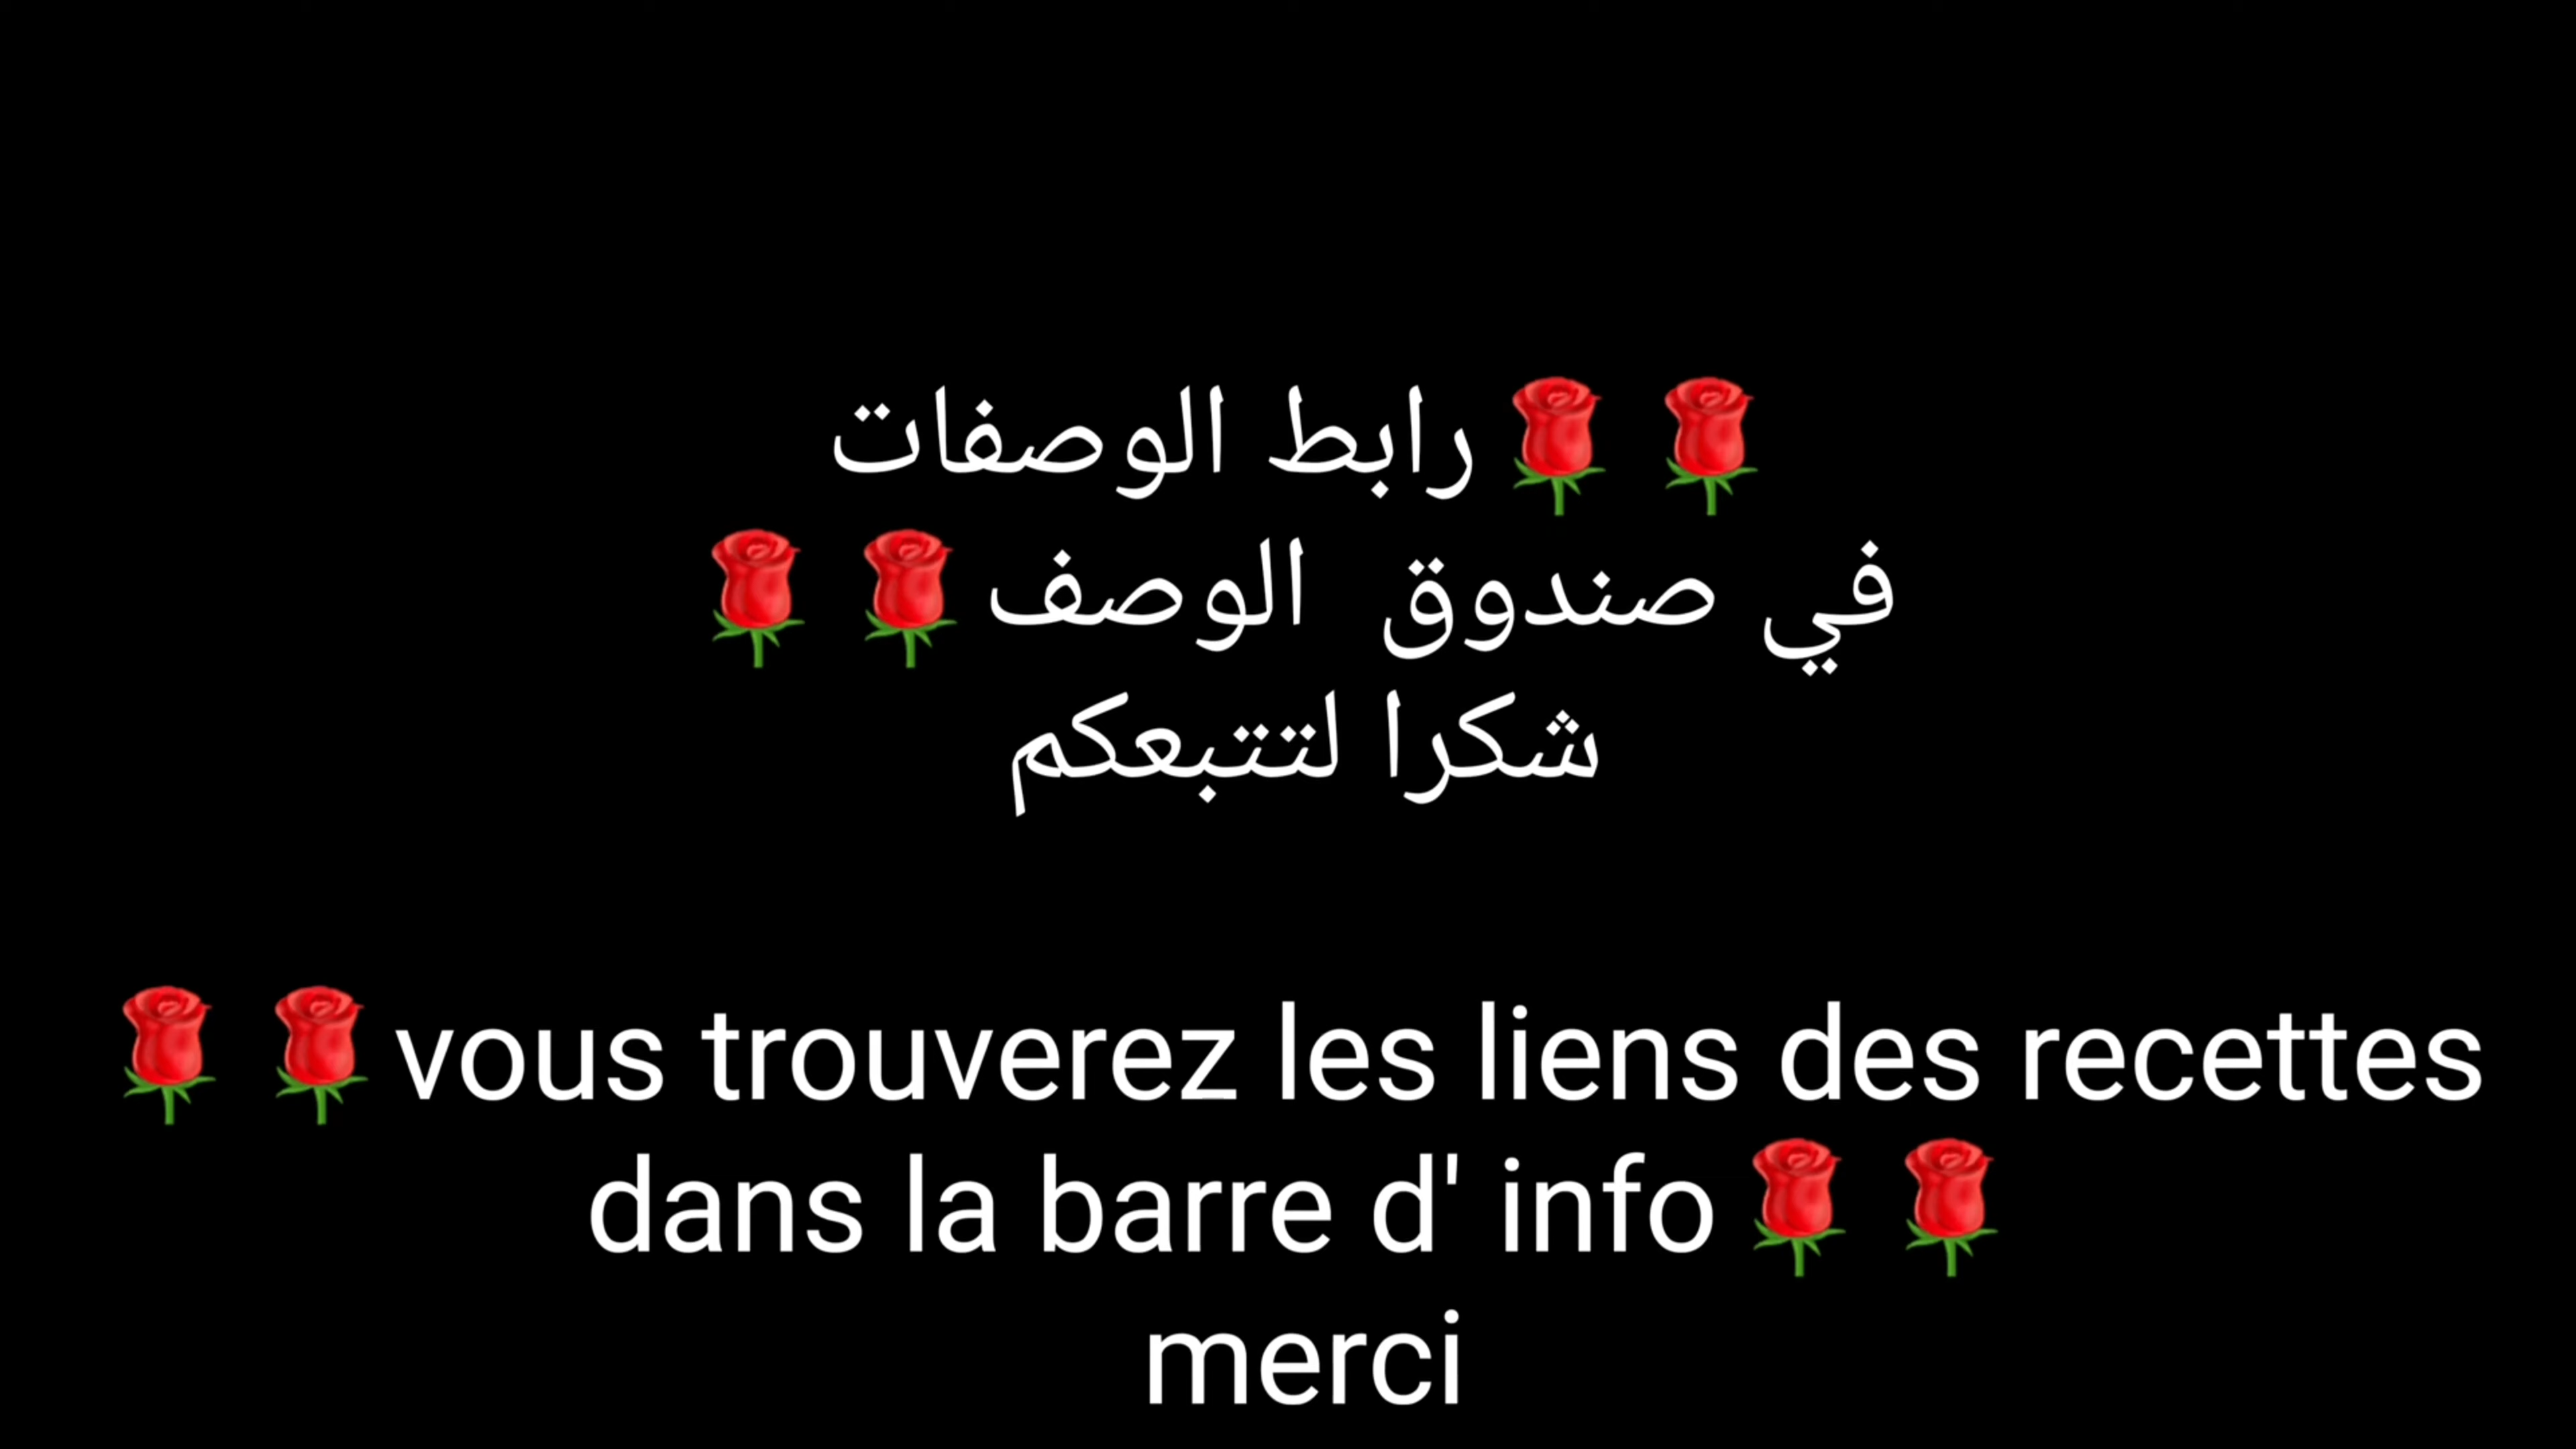 🌹🌹رابط الوصفات
في صندوق  الوصف🌹🌹
شكرا لتتبعكم
🌹🌹vous trouverez les liens des recettes
dans la barre d' info🌹🌹
merci